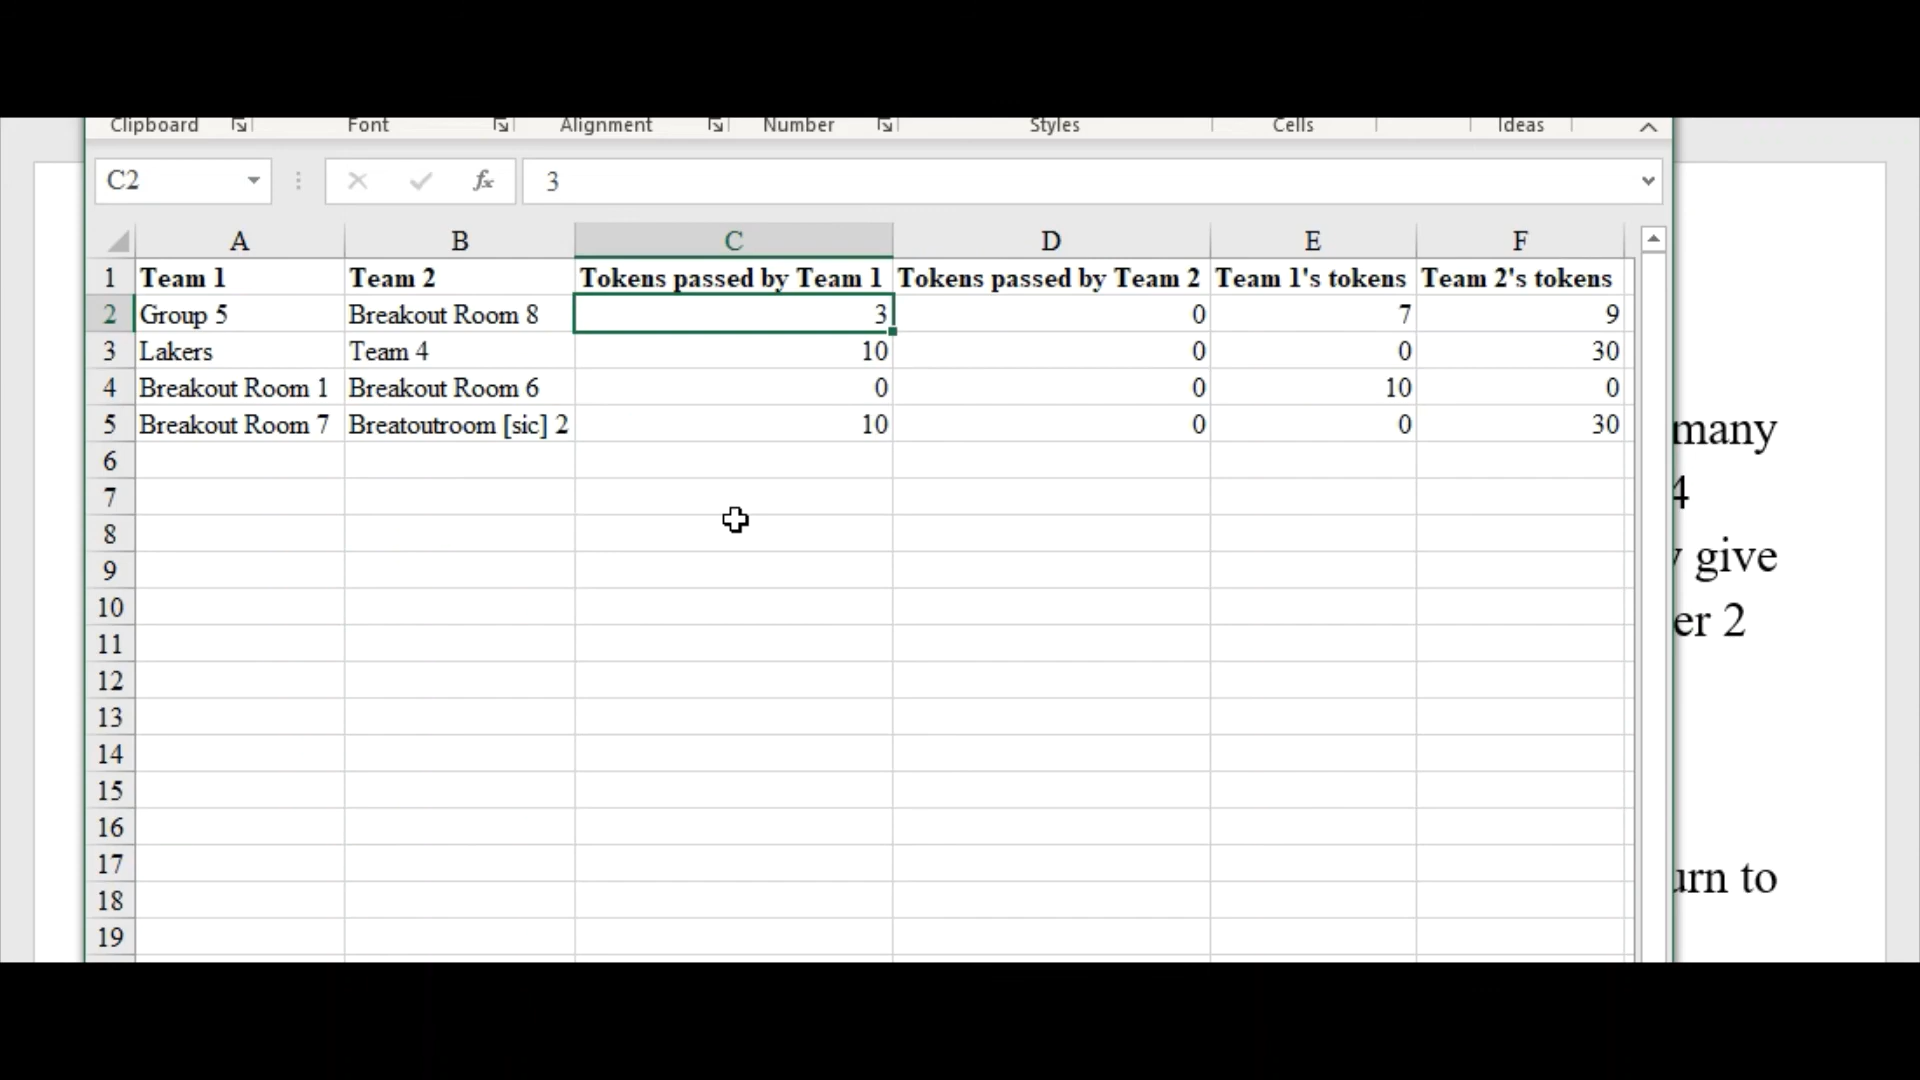 Clipboard Font Alignment Number Styles Cells Ideas
C2 fx 3
A B C D E F
1 Team 1 Team 2 Tokens passed by Team 1 Tokens passed by Team 2 Team 1's tokens Team 2's tokens
2 Group 5 Breakout Room 8 3 0 7 9
3 Lakers Team 4 10 0 0 30
4 Breakout Room 1 Breakout Room 6 0 0 10 0
5 Breakout Room 7 Breatoutroom [sic] 2 10 0 0 30
6
7
8
9
10
11
12
13
14
15
16
17
18
19
many
4
give
er 2
urn to